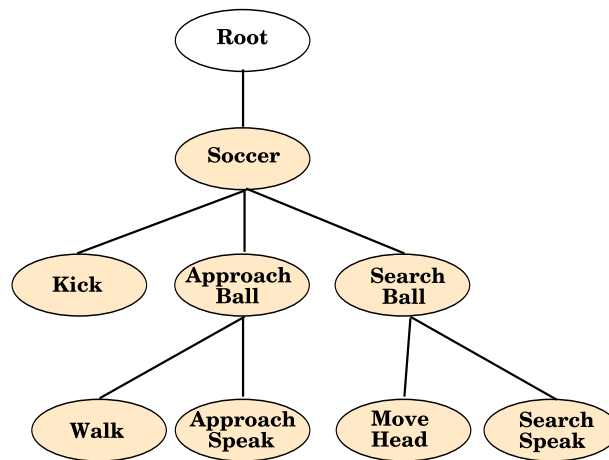 Root
Soccer
Kick
Approach
Ball
Search
Ball
Walk
Approach
Speak
Move
Head
Search
Speak